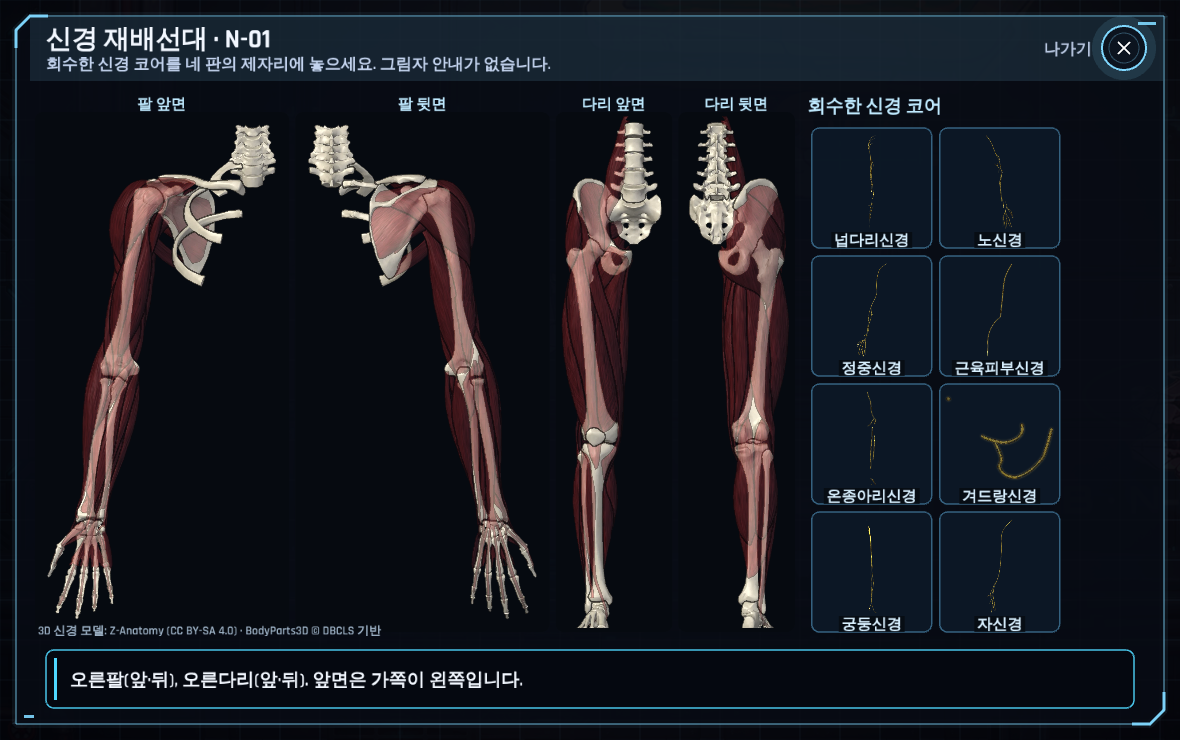 신경 재배선대 · N-01
회수한 신경 코어를 네 판의 제자리에 놓으세요. 그림자 안내가 없습니다.
나가기
팔 앞면
팔 뒷면
다리 앞면
다리 뒷면
회수한 신경 코어
넙다리신경
노신경
정중신경
근육피부신경
온종아리신경
겨드랑신경
궁둥신경
자신경
3D 신경 모델: Z-Anatomy (CC BY-SA 4.0) · BodyParts3D © DBCLS 기반
오른팔(앞·뒤), 오른다리(앞·뒤). 앞면은 가쪽이 왼쪽입니다.